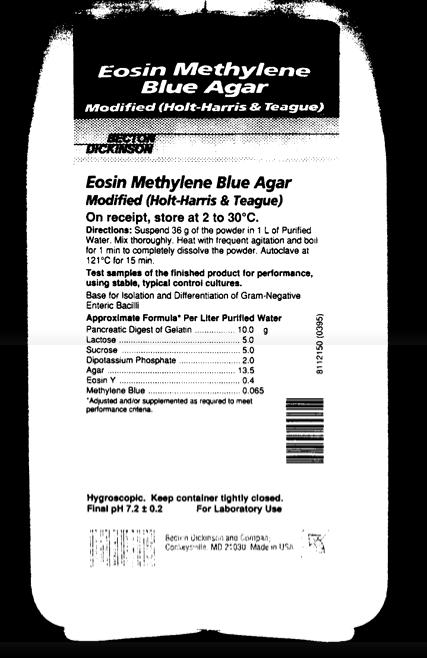 Eosin Methylene
Blue Agar
Modified (Holt-Harris & Teague)
BECTON
DICKINSON
Eosin Methylene Blue Agar
Modified (Holt-Harris & Teague)
On receipt, store at 2 to 30°C.
Directions: Suspend 36 g of the powder in 1 L of Purified
Water. Mix thoroughly. Heat with frequent agitation and boil
for 1 min to completely dissolve the powder. Autoclave at
121°C for 15 min.
Test samples of the finished product for performance,
using stable, typical control cultures.
Base for Isolation and Differentiation of Gram-Negative
Enteric Bacilli
Approximate Formula* Per Liter Purified Water
Pancreatic Digest of Gelatin ............... 10.0 g
Lactose ............................................... 5.0
Sucrose .............................................. 5.0
Dipotassium Phosphate ...................... 2.0
Agar .................................................. 13.5
Eosin Y .............................................. 0.4
Methylene Blue .................................. 0.065
*Adjusted and/or supplemented as required to meet
performance criteria.
8112150 (0395)
Hygroscopic. Keep container tightly closed.
Final pH 7.2 ± 0.2 For Laboratory Use
Becton Dickinson and Company
Cockeysville, MD 21030 Made in USA